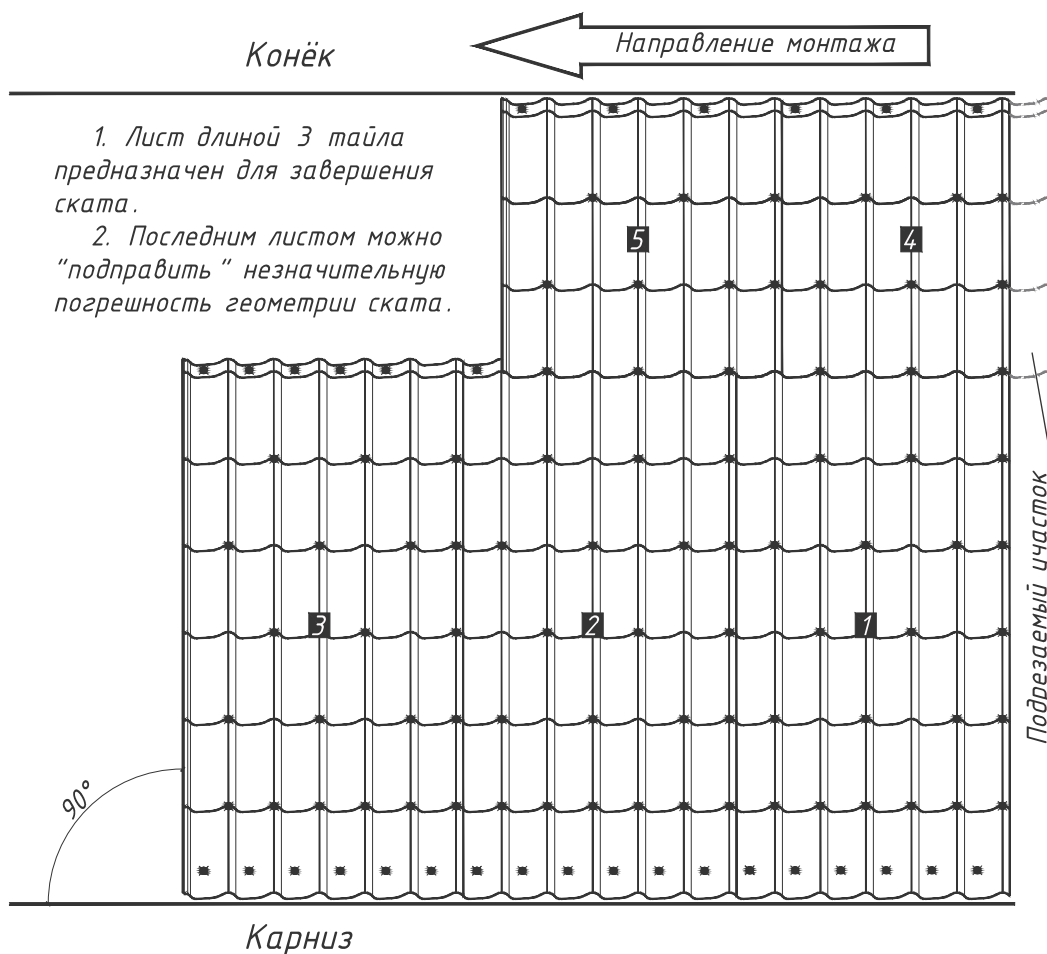 Конёк
Направление монтажа
1. Лист длиной 3 тайла
предназначен для завершения
ската.
2. Последним листом можно
"подправить" незначительную
погрешность геометрии ската.
5
4
3
2
1
Подрезаемый участок
90°
Карниз